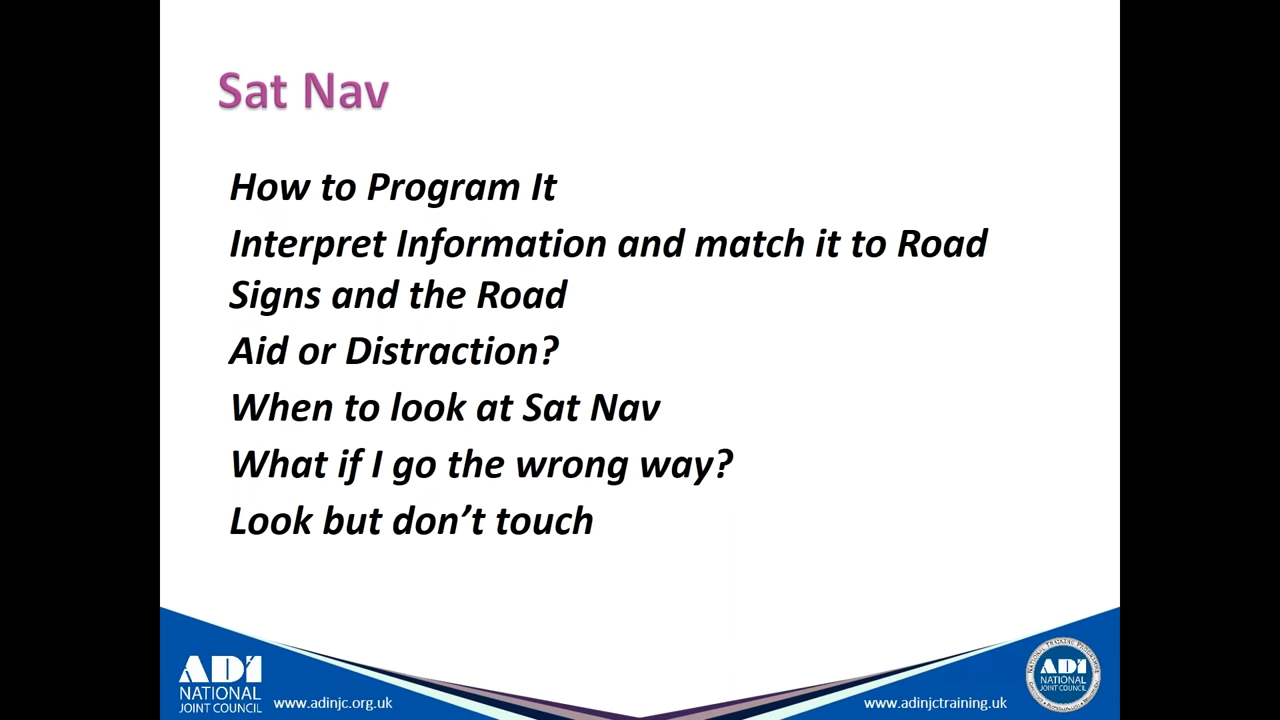 Sat Nav
How to Program It
Interpret Information and match it to Road
Signs and the Road
Aid or Distraction?
When to look at Sat Nav
What if I go the wrong way?
Look but don’t touch
ADI
NATIONAL
JOINT COUNCIL
www.adinjc.org.uk
www.adinjctraining.uk
ADI
NATIONAL
JOINT COUNCIL